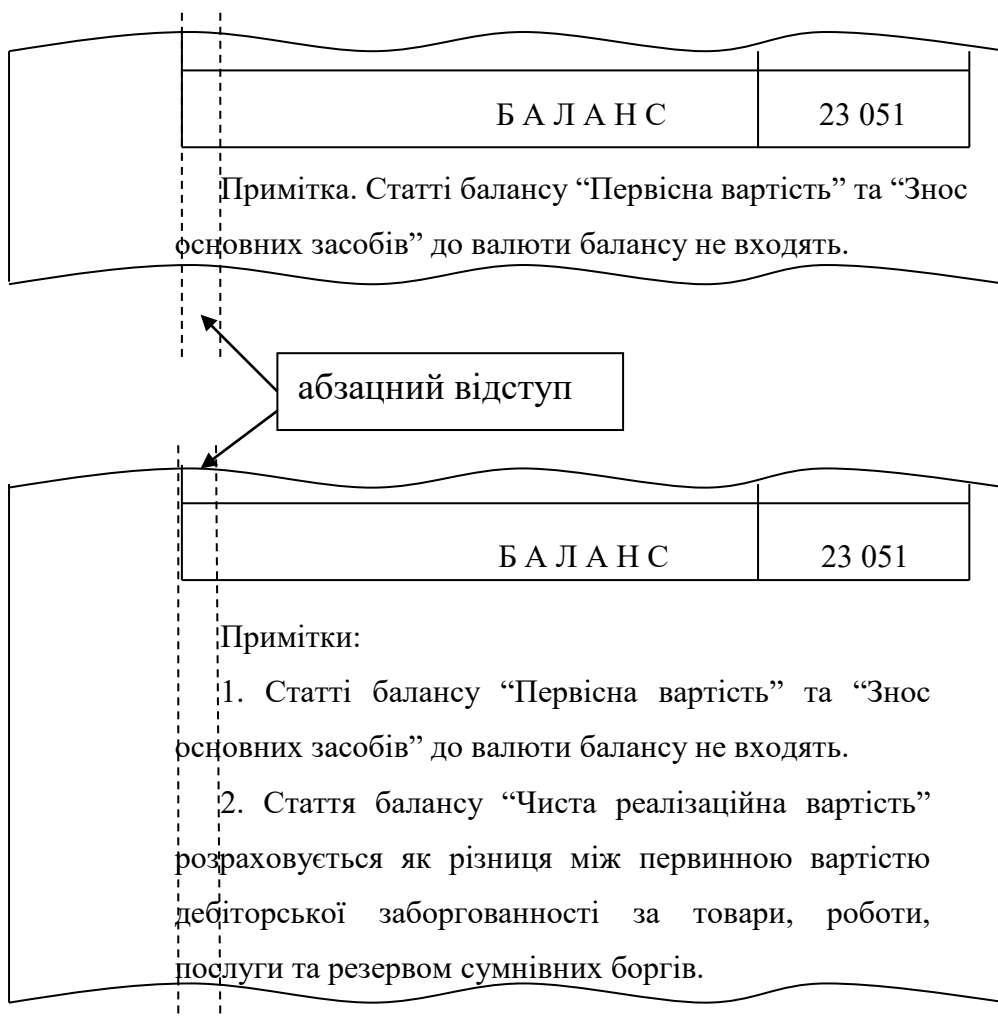 Б А Л А Н С 23 051
Примітка. Статті балансу “Первісна вартість” та “Знос
основних засобів” до валюти балансу не входять.
абзацний відступ
Б А Л А Н С 23 051
Примітки:
1. Статті балансу “Первісна вартість” та “Знос
основних засобів” до валюти балансу не входять.
2. Стаття балансу “Чиста реалізаційна вартість”
розраховується як різниця між первинною вартістю
дебіторської заборгованності за товари, роботи,
послуги та резервом сумнівних боргів.